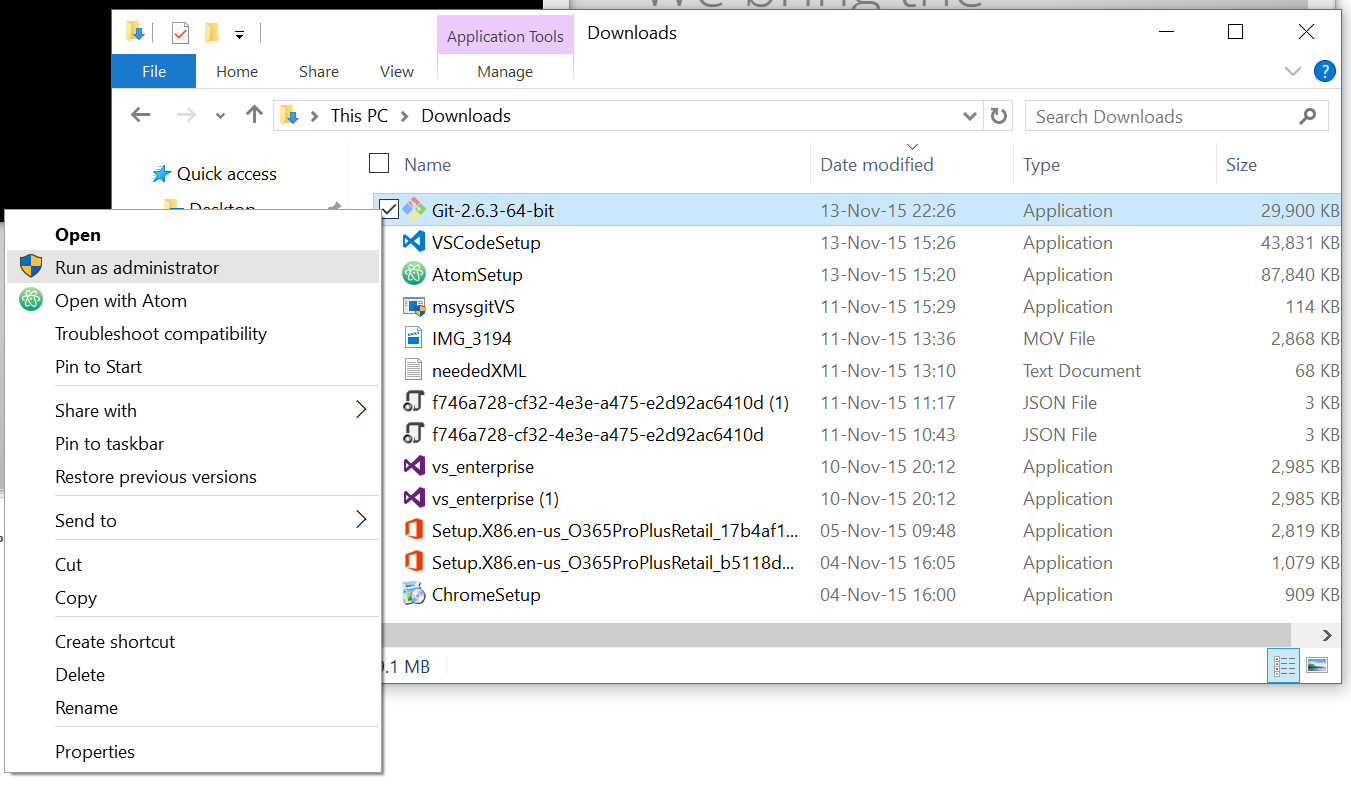 We bring the
Application Tools
Downloads
File
Home
Share
View
Manage
?
This PC
Downloads
Search Downloads
Quick access
Desktop
Name
Date modified
Type
Size
Git-2.6.3-64-bit 13-Nov-15 22:26 Application 29,900 KB
VSCodeSetup 13-Nov-15 15:26 Application 43,831 KB
AtomSetup 13-Nov-15 15:20 Application 87,840 KB
msysgitVS 11-Nov-15 15:29 Application 114 KB
IMG_3194 11-Nov-15 13:36 MOV File 2,868 KB
neededXML 11-Nov-15 13:10 Text Document 68 KB
f746a728-cf32-4e3e-a475-e2d92ac6410d (1) 11-Nov-15 11:17 JSON File 3 KB
f746a728-cf32-4e3e-a475-e2d92ac6410d 11-Nov-15 10:43 JSON File 3 KB
vs_enterprise 10-Nov-15 20:12 Application 2,985 KB
vs_enterprise (1) 10-Nov-15 20:12 Application 2,985 KB
Setup.X86.en-us_O365ProPlusRetail_17b4af1... 05-Nov-15 09:48 Application 2,819 KB
Setup.X86.en-us_O365ProPlusRetail_b5118d... 04-Nov-15 16:05 Application 1,079 KB
ChromeSetup 04-Nov-15 16:00 Application 909 KB
.1 MB
Open
Run as administrator
Open with Atom
Troubleshoot compatibility
Pin to Start
Share with
Pin to taskbar
Restore previous versions
Send to
Cut
Copy
Create shortcut
Delete
Rename
Properties